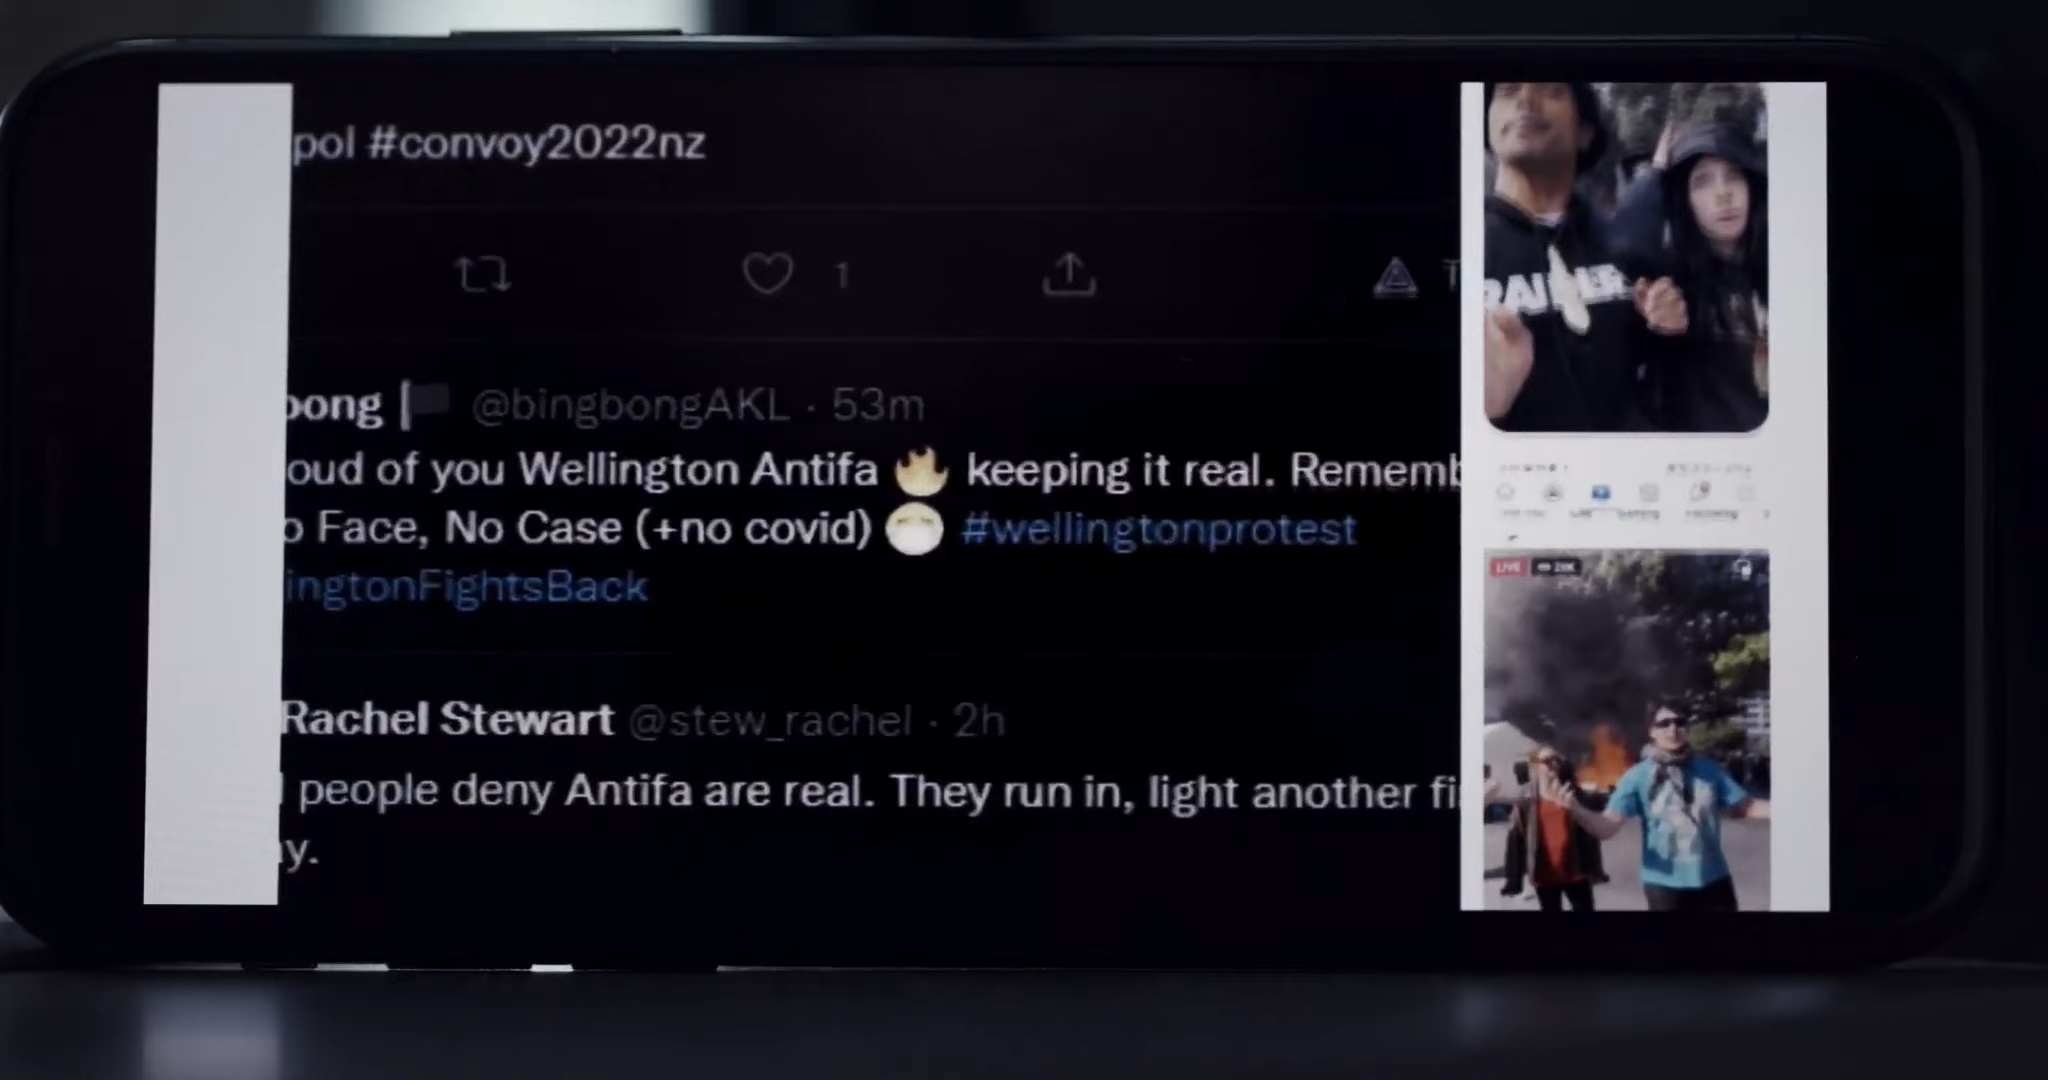 pol #convoy2022nz
1
bong @bingbongAKL · 53m
oud of you Wellington Antifa 🔥 keeping it real. Rememb
o Face, No Case (+no covid) 😷 #wellingtonprotest
ingtonFightsBack
Rachel Stewart @stew_rachel · 2h
people deny Antifa are real. They run in, light another fi
y.
LIVE